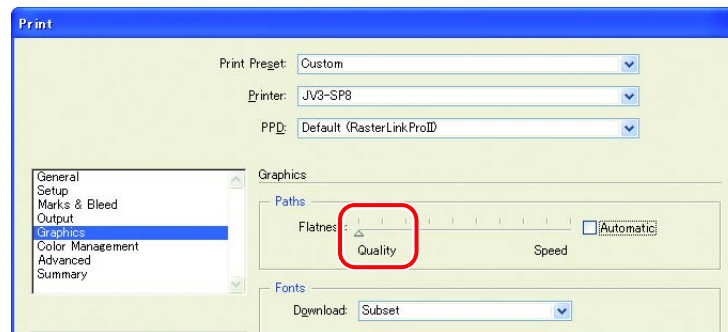 Print
Print Preset: Custom
Printer: JV3-SP8
PPD: Default (RasterLinkProII)
General
Setup
Marks & Bleed
Output
Graphics
Color Management
Advanced
Summary
Graphics
Paths
Flatness: Automatic
Quality Speed
Fonts
Download: Subset